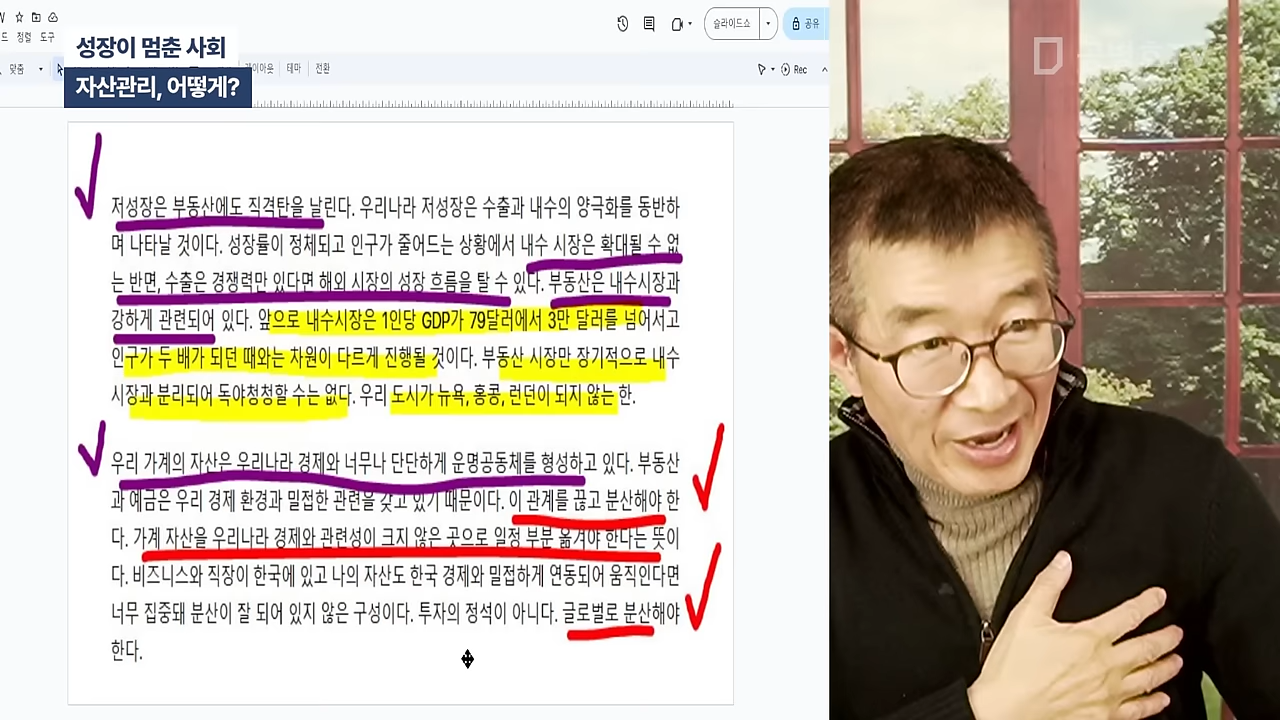 슬라이드쇼
공유
정렬 도구
성장이 멈춘 사회
자산관리, 어떻게?
맞춤
테마
전환
Rec
저성장은 부동산에도 직격탄을 날린다. 우리나라 저성장은 수출과 내수의 양극화를 동반하
며 나타날 것이다. 성장률이 정체되고 인구가 줄어드는 상황에서 내수 시장은 확대될 수 없
는 반면, 수출은 경쟁력만 있다면 해외 시장의 성장 흐름을 탈 수 있다. 부동산은 내수시장과
강하게 관련되어 있다. 앞으로 내수시장은 1인당 GDP가 79달러에서 3만 달러를 넘어서고
인구가 두 배가 되던 때와는 차원이 다르게 진행될 것이다. 부동산 시장만 장기적으로 내수
시장과 분리되어 독야청청할 수는 없다. 우리 도시가 뉴욕, 홍콩, 런던이 되지 않는 한.
우리 가계의 자산은 우리나라 경제와 너무나 단단하게 운명공동체를 형성하고 있다. 부동산
과 예금은 우리 경제 환경과 밀접한 관련을 갖고 있기 때문이다. 이 관계를 끊고 분산해야 한
다. 가계 자산을 우리나라 경제와 관련성이 크지 않은 곳으로 일정 부분 옮겨야 한다는 뜻이
다. 비즈니스와 직장이 한국에 있고 나의 자산도 한국 경제와 밀접하게 연동되어 움직인다면
너무 집중돼 분산이 잘 되어 있지 않은 구성이다. 투자의 정석이 아니다. 글로벌로 분산해야
한다.